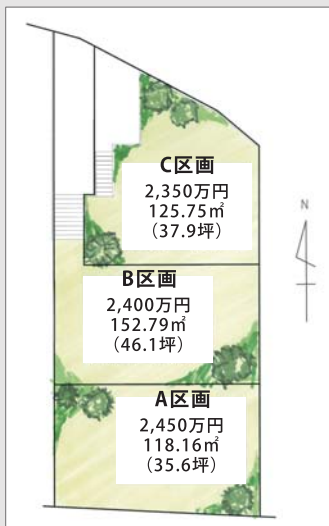 C区画
2,350万円
125.75㎡
（37.9坪）
N
B区画
2,400万円
152.79㎡
（46.1坪）
A区画
2,450万円
118.16㎡
（35.6坪）